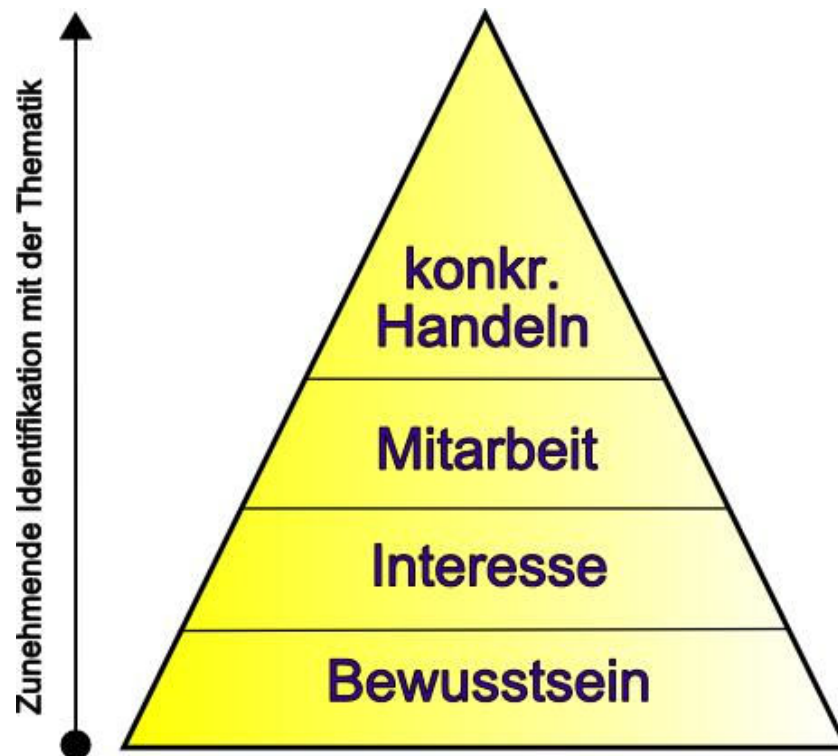 Zunehmende Identifikation mit der Thematik
konkr.
Handeln
Mitarbeit
Interesse
Bewusstsein